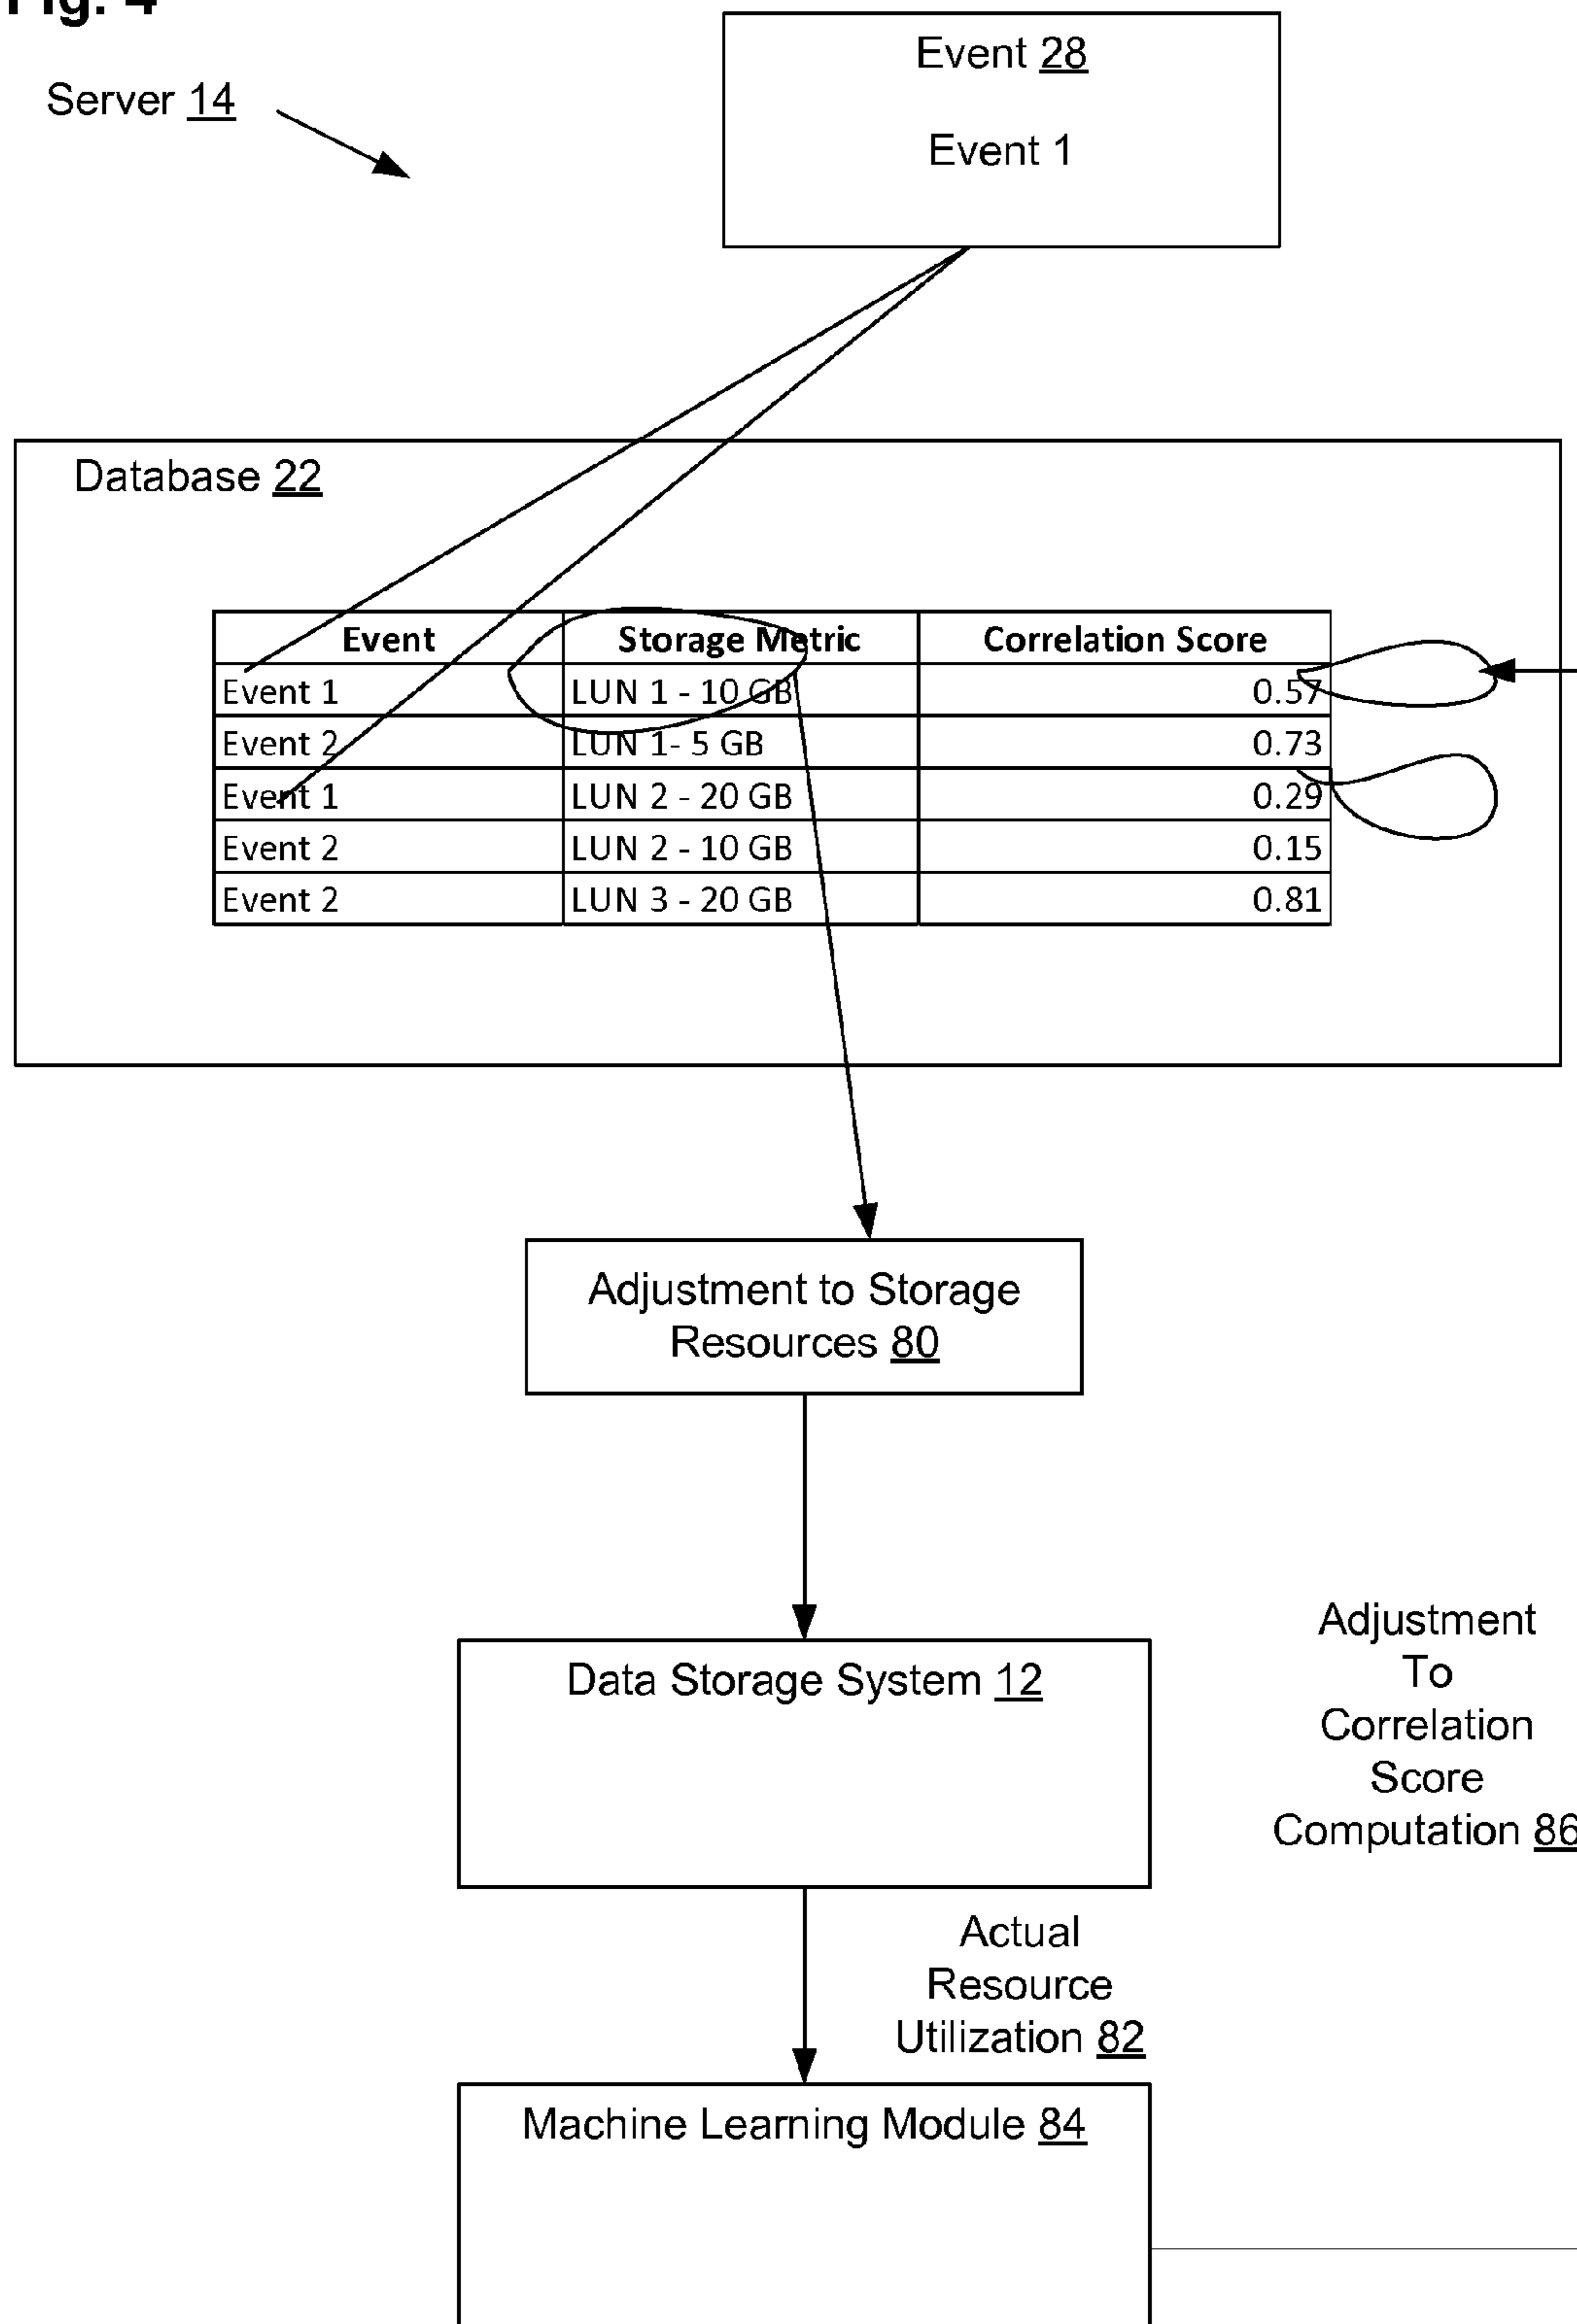 Fig. 4
Server 14
Event 28
Event 1
Database 22
Event Storage Metric Correlation Score
Event 1 LUN 1 - 10 GB 0.57
Event 2 LUN 1- 5 GB 0.73
Event 1 LUN 2 - 20 GB 0.29
Event 2 LUN 2 - 10 GB 0.15
Event 2 LUN 3 - 20 GB 0.81
Adjustment to Storage
Resources 80
Data Storage System 12
Adjustment
To
Correlation
Score
Computation 86
Actual
Resource
Utilization 82
Machine Learning Module 84